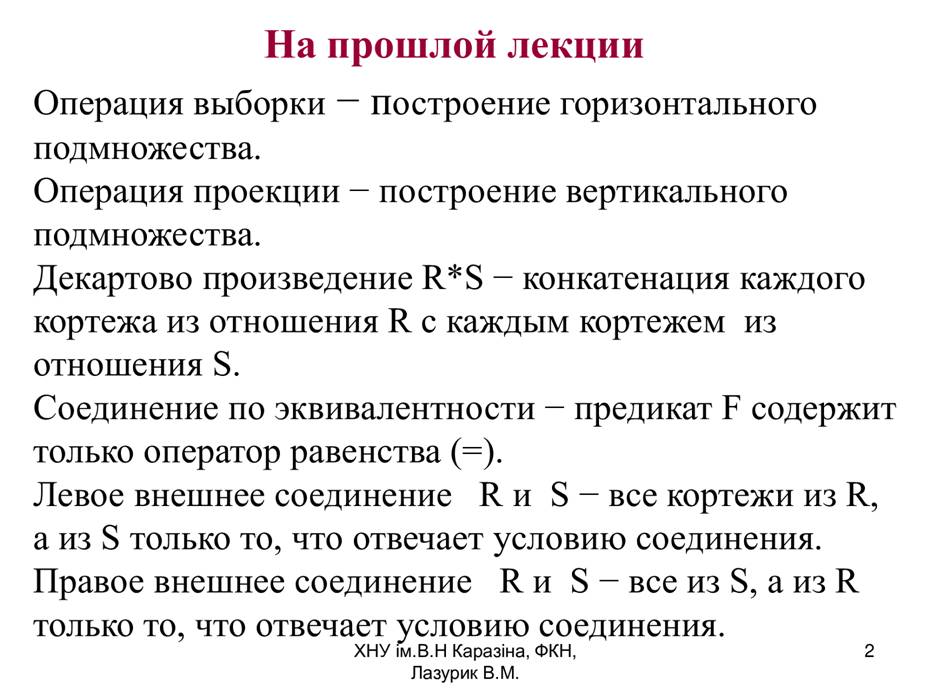 На прошлой лекции
Операция выборки − построение горизонтального
подмножества.
Операция проекции − построение вертикального
подмножества.
Декартово произведение R*S − конкатенация каждого
кортежа из отношения R с каждым кортежем из
отношения S.
Соединение по эквивалентности − предикат F содержит
только оператор равенства (=).
Левое внешнее соединение R и S − все кортежи из R,
а из S только то, что отвечает условию соединения.
Правое внешнее соединение R и S − все из S, а из R
только то, что отвечает условию соединения.
ХНУ ім.В.Н Каразіна, ФКН,
Лазурик В.М.
2